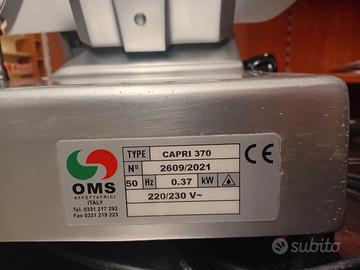 OMS
AFFETTATRICI
ITALY
Tel. 0331 217 292
Fax 0331 219 223
TYPE CAPRI 370
N° 2609/2021
50 Hz 0.37 kW
220/230 V~
CE
subito